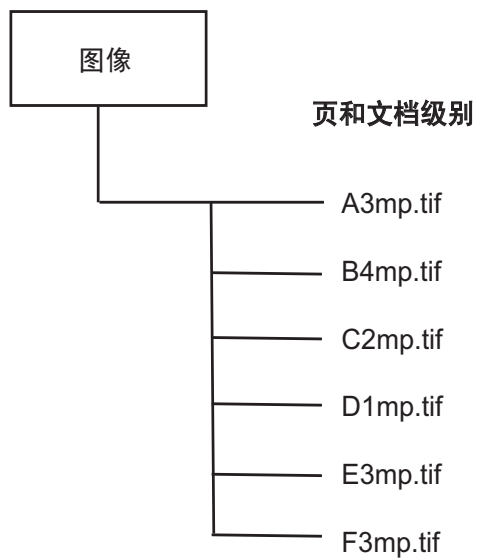 图像
页和文档级别
A3mp.tif
B4mp.tif
C2mp.tif
D1mp.tif
E3mp.tif
F3mp.tif